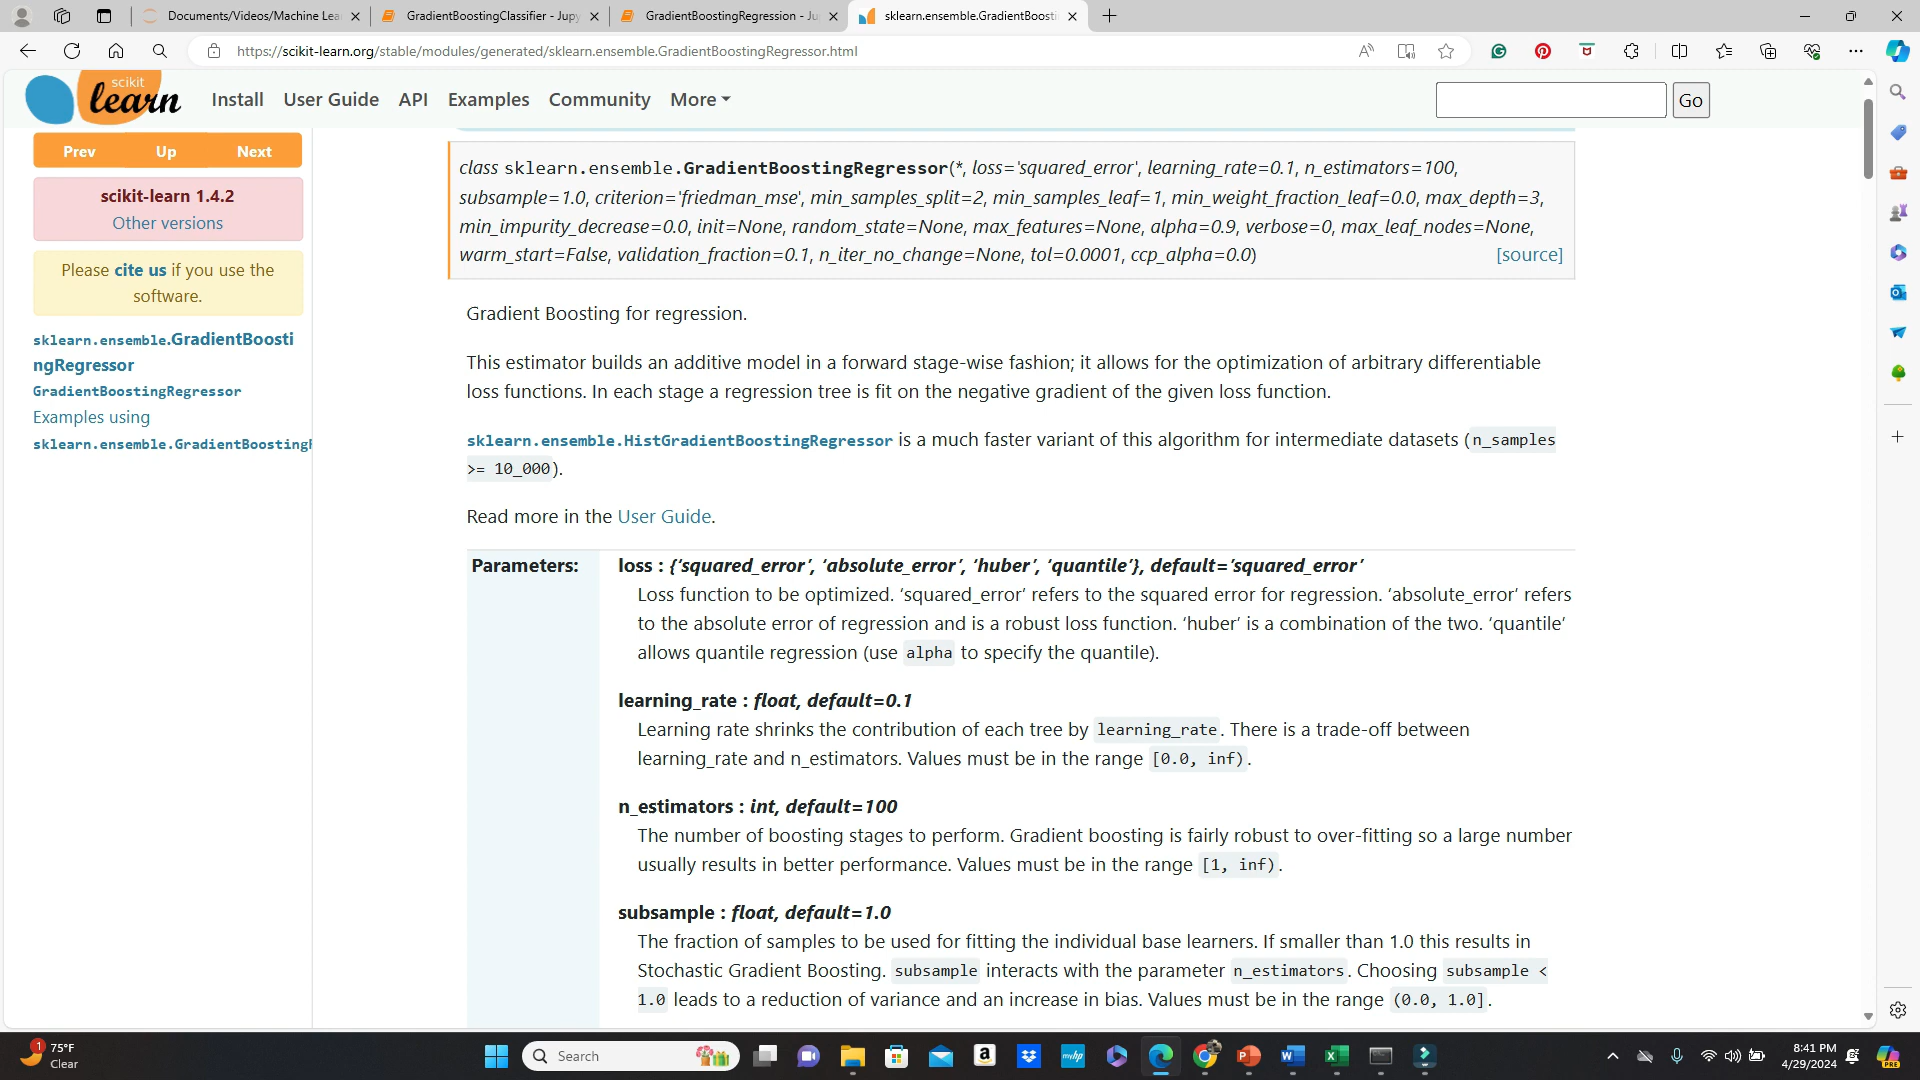 Documents/Videos/Machine Lea
GradientBoostingClassifier - Jupy
GradientBoostingRegression - Ju
sklearn.ensemble.GradientBoosti
https://scikit-learn.org/stable/modules/generated/sklearn.ensemble.GradientBoostingRegressor.html
scikit
learn
Install User Guide API Examples Community More
Go
Prev Up Next
scikit-learn 1.4.2
Other versions
Please cite us if you use the
software.
sklearn.ensemble.GradientBoosti
ngRegressor
GradientBoostingRegressor
Examples using
sklearn.ensemble.GradientBoosting
class sklearn.ensemble.GradientBoostingRegressor(*, loss='squared_error', learning_rate=0.1, n_estimators=100,
subsample=1.0, criterion='friedman_mse', min_samples_split=2, min_samples_leaf=1, min_weight_fraction_leaf=0.0, max_depth=3,
min_impurity_decrease=0.0, init=None, random_state=None, max_features=None, alpha=0.9, verbose=0, max_leaf_nodes=None,
warm_start=False, validation_fraction=0.1, n_iter_no_change=None, tol=0.0001, ccp_alpha=0.0) [source]
Gradient Boosting for regression.
This estimator builds an additive model in a forward stage-wise fashion; it allows for the optimization of arbitrary differentiable
loss functions. In each stage a regression tree is fit on the negative gradient of the given loss function.
sklearn.ensemble.HistGradientBoostingRegressor is a much faster variant of this algorithm for intermediate datasets (n_samples
>= 10_000).
Read more in the User Guide.
Parameters:
loss : {'squared_error', 'absolute_error', 'huber', 'quantile'}, default='squared_error'
Loss function to be optimized. 'squared_error' refers to the squared error for regression. 'absolute_error' refers
to the absolute error of regression and is a robust loss function. 'huber' is a combination of the two. 'quantile'
allows quantile regression (use alpha to specify the quantile).
learning_rate : float, default=0.1
Learning rate shrinks the contribution of each tree by learning_rate. There is a trade-off between
learning_rate and n_estimators. Values must be in the range [0.0, inf).
n_estimators : int, default=100
The number of boosting stages to perform. Gradient boosting is fairly robust to over-fitting so a large number
usually results in better performance. Values must be in the range [1, inf).
subsample : float, default=1.0
The fraction of samples to be used for fitting the individual base learners. If smaller than 1.0 this results in
Stochastic Gradient Boosting. subsample interacts with the parameter n_estimators. Choosing subsample <
1.0 leads to a reduction of variance and an increase in bias. Values must be in the range (0.0, 1.0].
1
75°F
Clear
Search
8:41 PM
4/29/2024